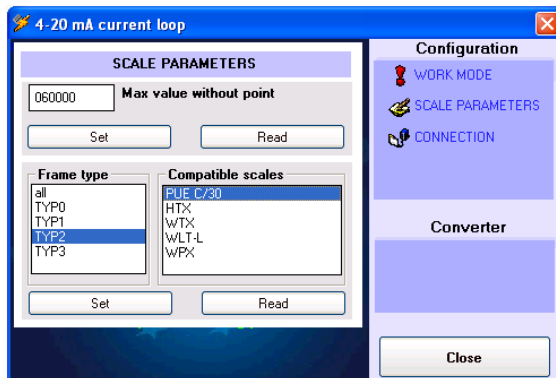 4-20 mA current loop
SCALE PARAMETERS
060000
Max value without point
Set
Read
Frame type
all
TYP0
TYP1
TYP2
TYP3
Compatible scales
PUE C/30
HTX
WTX
WLT-L
WPX
Set
Read
Configuration
WORK MODE
SCALE PARAMETERS
CONNECTION
Converter
Close